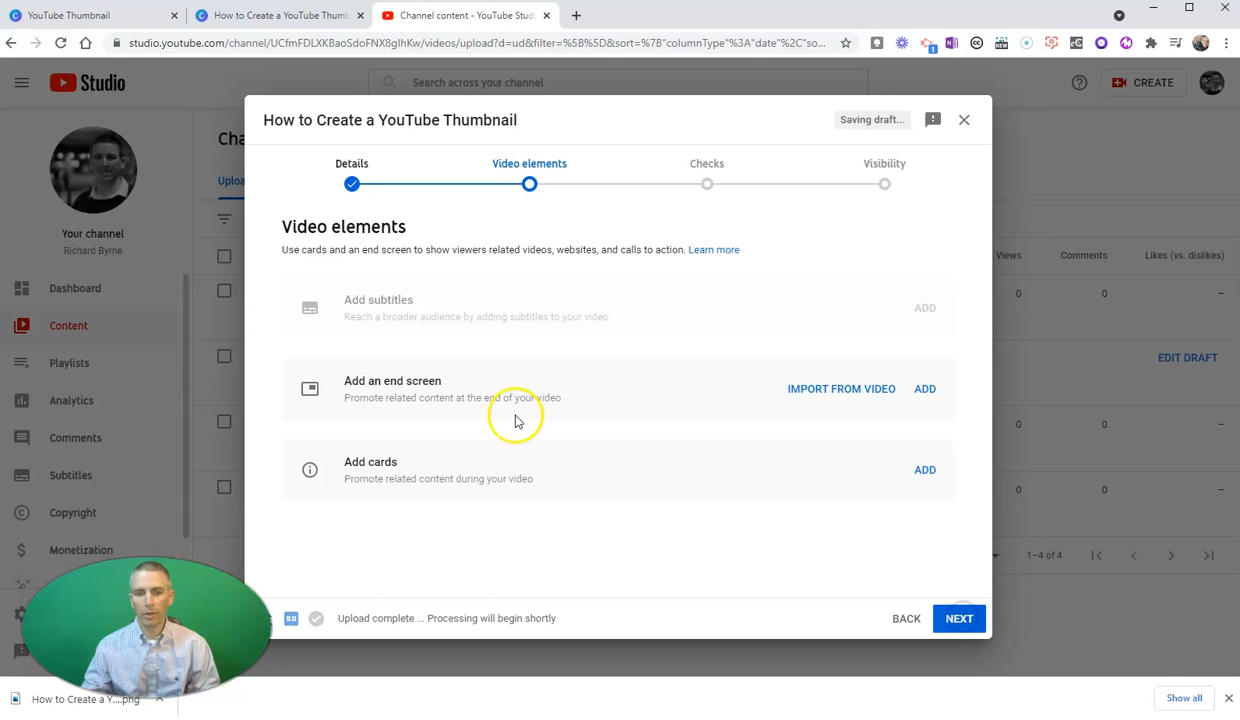 YouTube Thumbnail
How to Create a YouTube Thumb
Channel content - YouTube Stud
studio.youtube.com/channel/UCfmFDLXKBaoSdoFNX8glhKw/videos/upload?d=ud&filter=%5B%5D&sort=%7B"columnType"%3A"date"%2C"so...
Studio
Search across your channel
CREATE
How to Create a YouTube Thumbnail
Saving draft...
Details
Video elements
Checks
Visibility
Your channel
Richard Byrne
Video elements
Use cards and an end screen to show viewers related videos, websites, and calls to action. Learn more
Views
Comments
Likes (vs. dislikes)
Dashboard
Content
Playlists
Analytics
Comments
Subtitles
Copyright
Monetization
Add subtitles
Reach a broader audience by adding subtitles to your video
ADD
0
0
–
EDIT DRAFT
Add an end screen
Promote related content at the end of your video
IMPORT FROM VIDEO
ADD
0
–
Add cards
Promote related content during your video
ADD
0
0
–
1–4 of 4
Upload complete ... Processing will begin shortly
BACK
NEXT
How to Create a Y....png
Show all